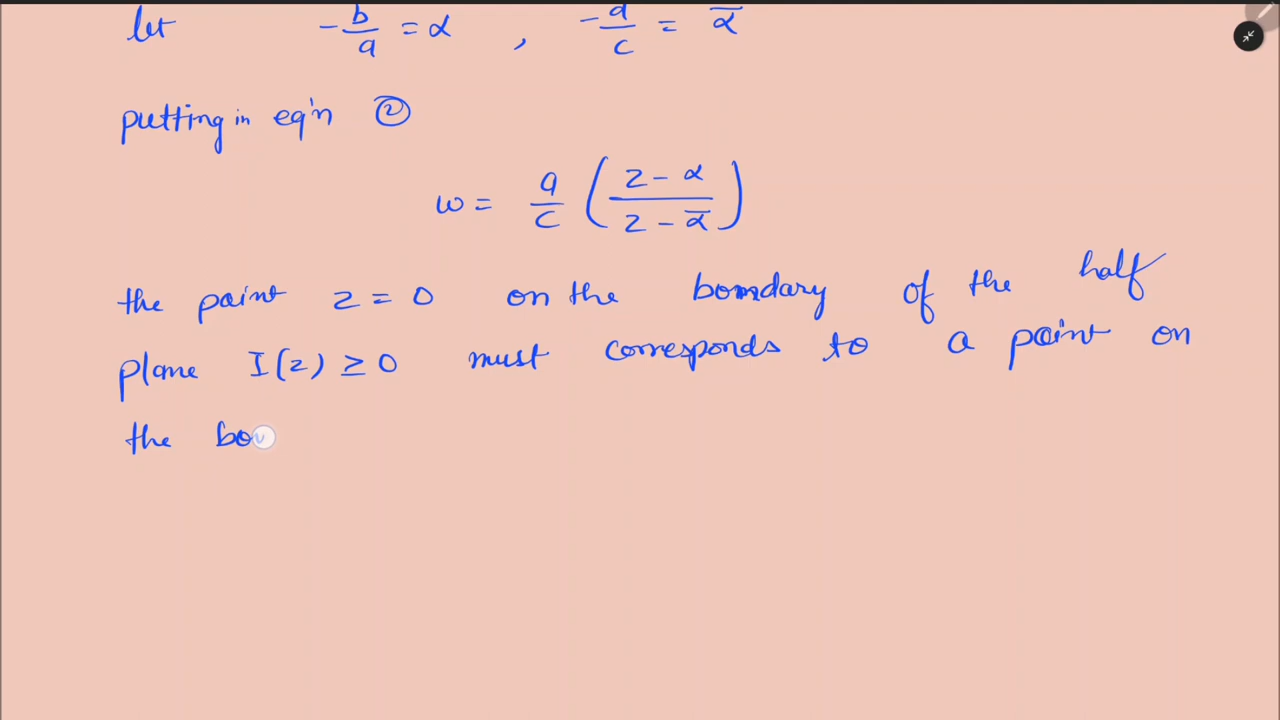 let -b/a = α , -d/c = ᾱ
putting in eq'n ②
w = a/c ( z - α / z - ᾱ )
the point z = 0 on the boundary of the half
plane I(z) ≥ 0 must corresponds to a point on
the bou